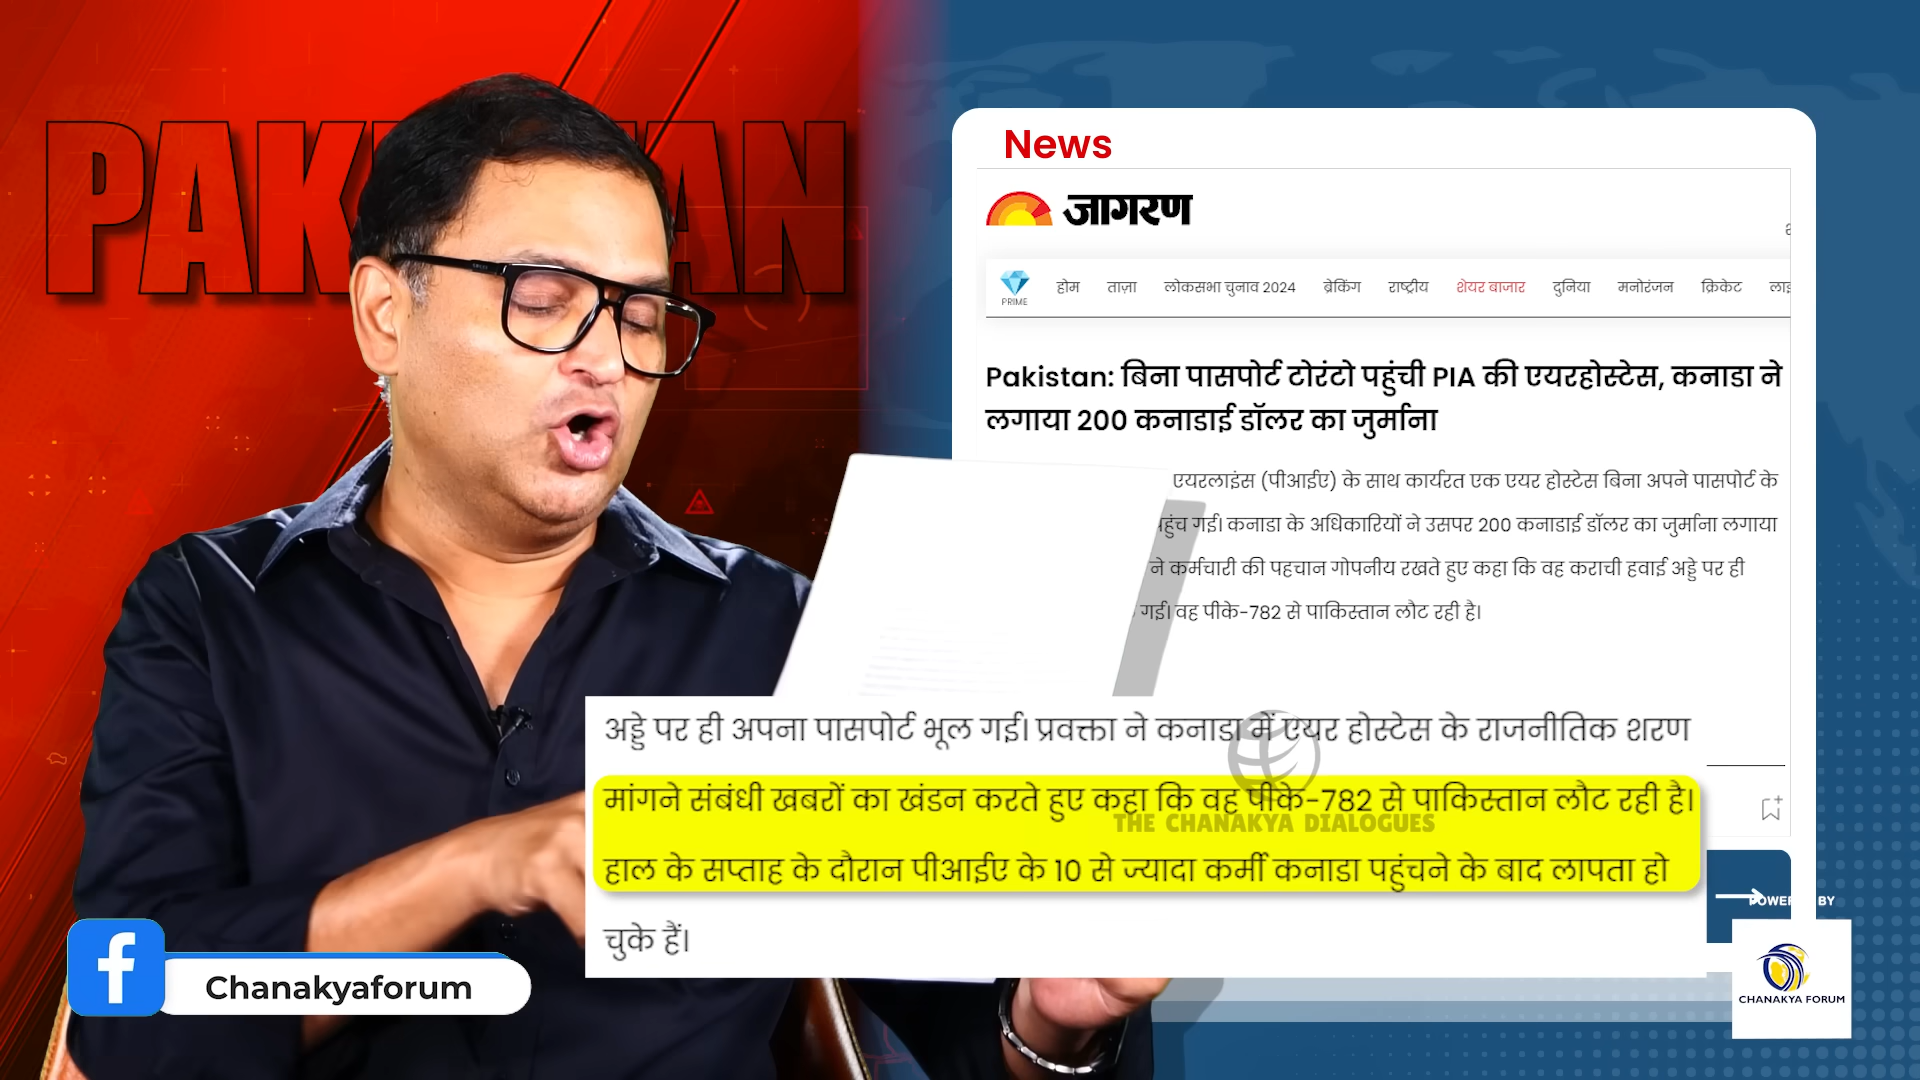 PAK AN
News
जागरण
PRIME
होम ताज़ा लोकसभा चुनाव 2024 ब्रेकिंग राष्ट्रीय शेयर बाजार दुनिया मनोरंजन क्रिकेट
Pakistan: बिना पासपोर्ट टोरंटो पहुंची PIA की एयरहोस्टेस, कनाडा ने
लगाया 200 कनाडाई डॉलर का जुर्माना
एयरलाइंस (पीआईए) के साथ कार्यरत एक एयर होस्टेस बिना अपने पासपोर्ट के
गई। कनाडा के अधिकारियों ने उसपर 200 कनाडाई डॉलर का जुर्माना लगाया
ने कर्मचारी की पहचान गोपनीय रखते हुए कहा कि वह कराची हवाई अड्डे पर ही
गई। वह पीके-782 से पाकिस्तान लौट रही है।
अड्डे पर ही अपना पासपोर्ट भूल गई। प्रवक्ता ने कनाडा में एयर होस्टेस के राजनीतिक शरण
मांगने संबंधी खबरों का खंडन करते हुए कहा कि वह पीके-782 से पाकिस्तान लौट रही है।
THE CHANAKYA DIALOGUES
हाल के सप्ताह के दौरान पीआईए के 10 से ज्यादा कर्मी कनाडा पहुंचने के बाद लापता हो
चुके हैं।
POWERED BY
CHANAKYA FORUM
Chanakyaforum